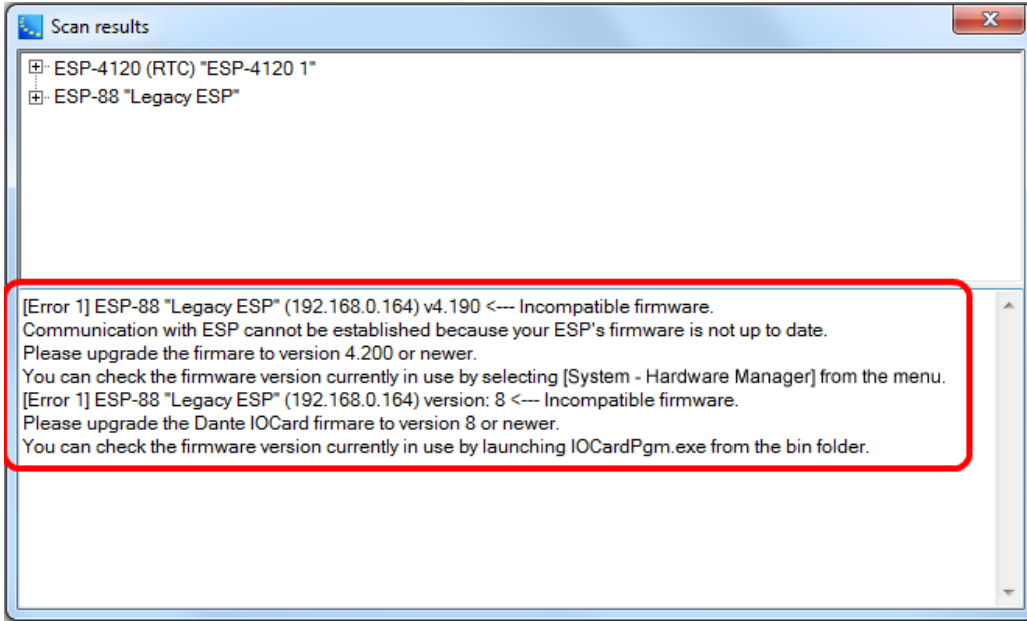 Scan results
ESP-4120 (RTC) "ESP-4120 1"
ESP-88 "Legacy ESP"
[Error 1] ESP-88 "Legacy ESP" (192.168.0.164) v4.190 <--- Incompatible firmware.
Communication with ESP cannot be established because your ESP's firmware is not up to date.
Please upgrade the firmare to version 4.200 or newer.
You can check the firmware version currently in use by selecting [System - Hardware Manager] from the menu.
[Error 1] ESP-88 "Legacy ESP" (192.168.0.164) version: 8 <--- Incompatible firmware.
Please upgrade the Dante IOCard firmare to version 8 or newer.
You can check the firmware version currently in use by launching IOCardPgm.exe from the bin folder.